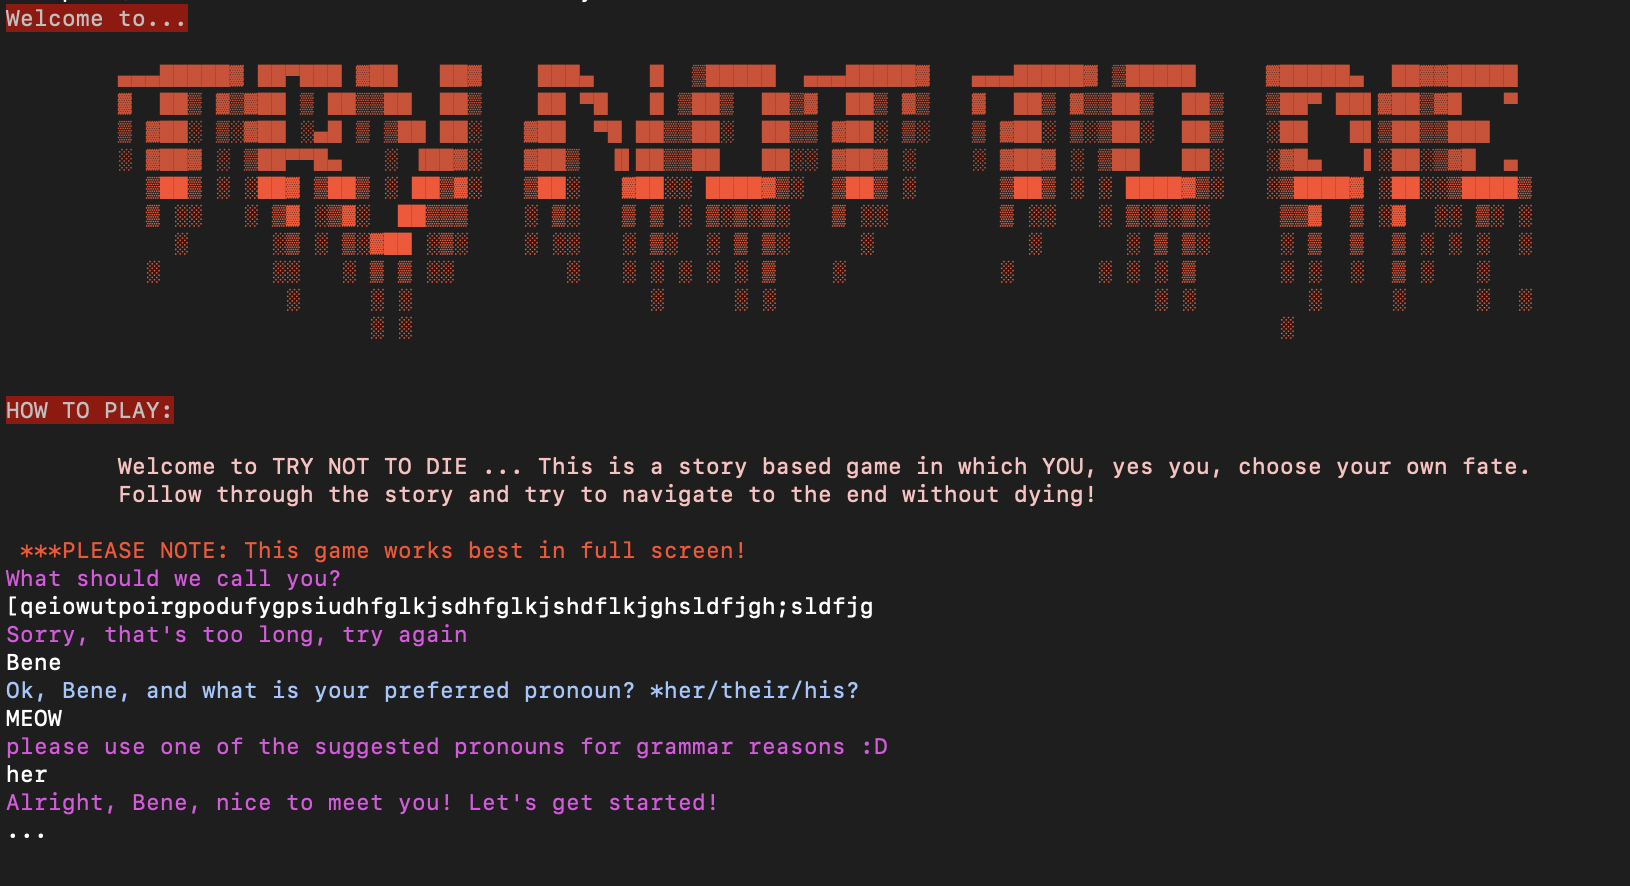 Welcome to...
TRY NOT TO DIE
HOW TO PLAY:
Welcome to TRY NOT TO DIE ... This is a story based game in which YOU, yes you, choose your own fate.
Follow through the story and try to navigate to the end without dying!
***PLEASE NOTE: This game works best in full screen!
What should we call you?
[qeiowutpoirgpodufygpsiudhfglkjsdhfglkjshdflkjghsldfjgh;sldfjg
Sorry, that's too long, try again
Bene
Ok, Bene, and what is your preferred pronoun? *her/their/his?
MEOW
please use one of the suggested pronouns for grammar reasons :D
her
Alright, Bene, nice to meet you! Let's get started!
...